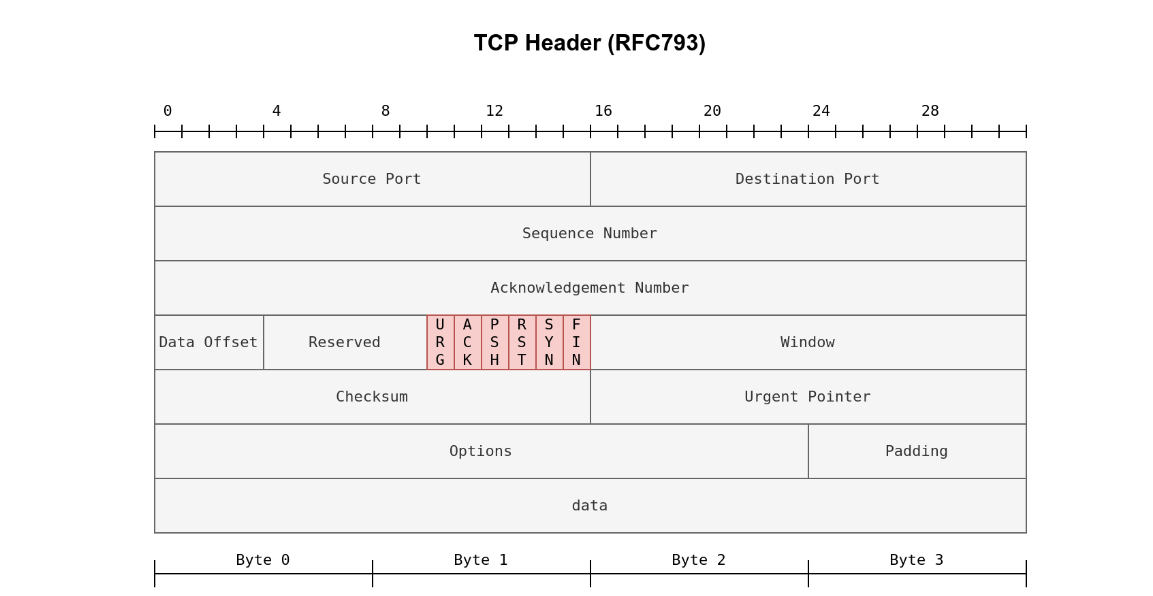 TCP Header (RFC793)
0 4 8 12 16 20 24 28
Source Port Destination Port
Sequence Number
Acknowledgement Number
Data Offset Reserved URG ACK PSH RST SYN FIN Window
Checksum Urgent Pointer
Options Padding
data
Byte 0 Byte 1 Byte 2 Byte 3